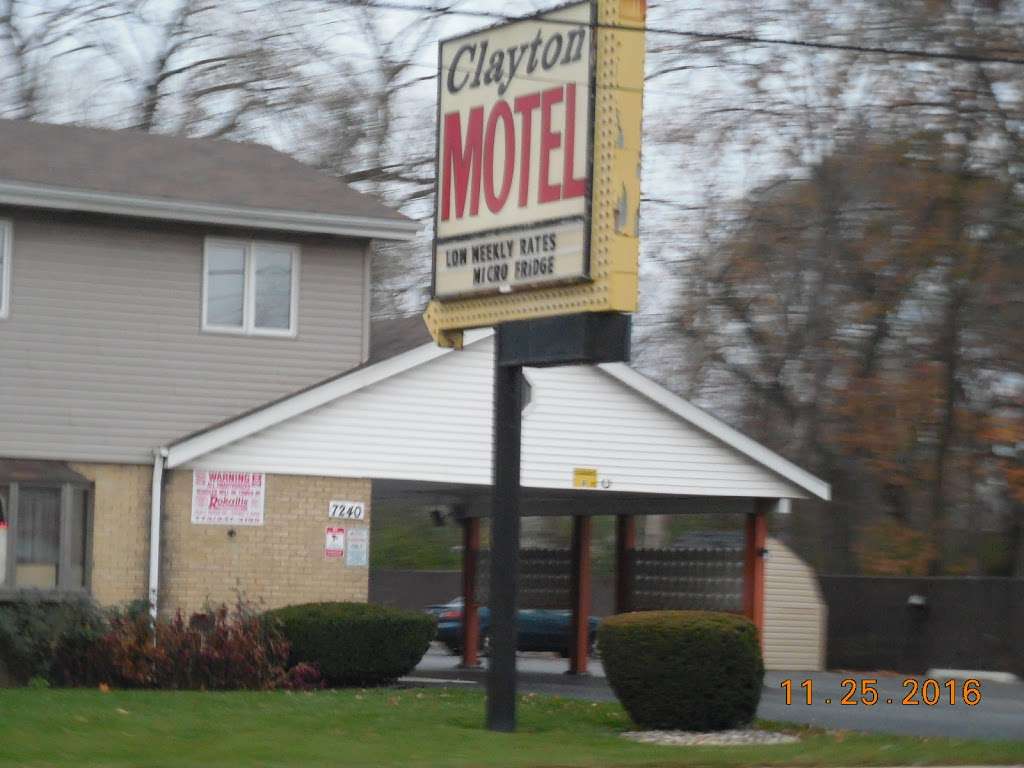 Clayton
MOTEL
LOW WEEKLY RATES
MICRO FRIDGE
WARNING
7240
11.25.2016